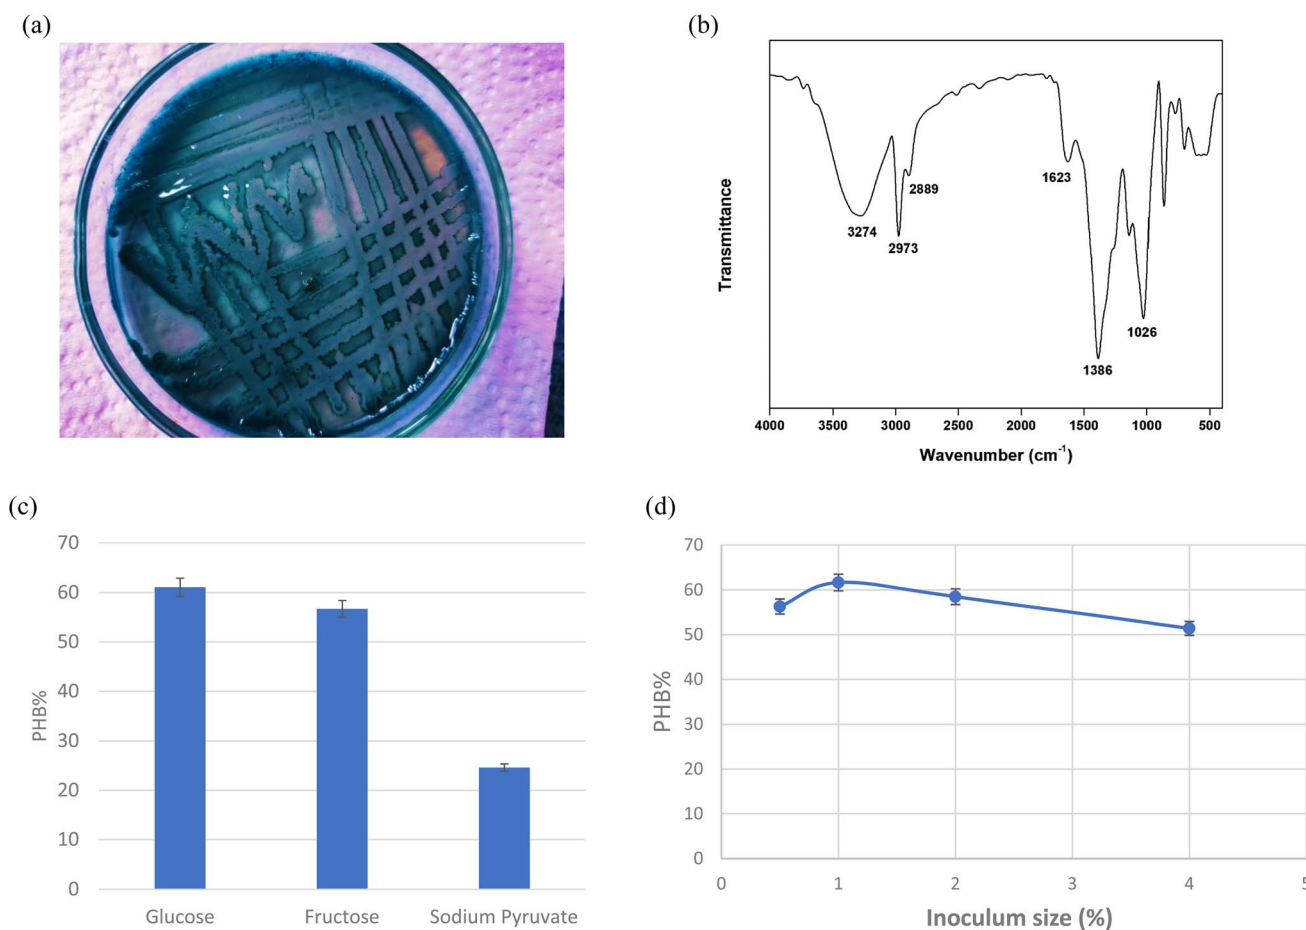 (a)
(b)
Transmittance
3274
2973
2889
1623
1386
1026
4000 3500 3000 2500 2000 1500 1000 500
Wavenumber (cm⁻¹)
(c)
PHB%
70
60
50
40
30
20
10
0
Glucose Fructose Sodium Pyruvate
(d)
PHB%
70
60
50
40
30
20
10
0
0 1 2 3 4 5
Inoculum size (%)